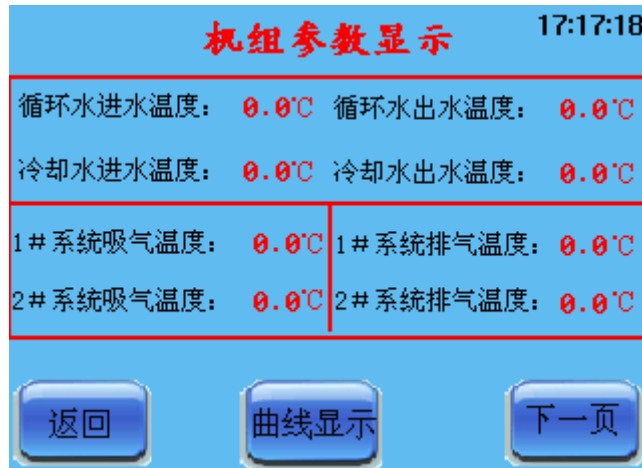 机组参数显示 17:17:18
循环水进水温度: 0.0℃ 循环水出水温度: 0.0℃
冷却水进水温度: 0.0℃ 冷却水出水温度: 0.0℃
1#系统吸气温度: 0.0℃ 1#系统排气温度: 0.0℃
2#系统吸气温度: 0.0℃ 2#系统排气温度: 0.0℃
返回 曲线显示 下一页